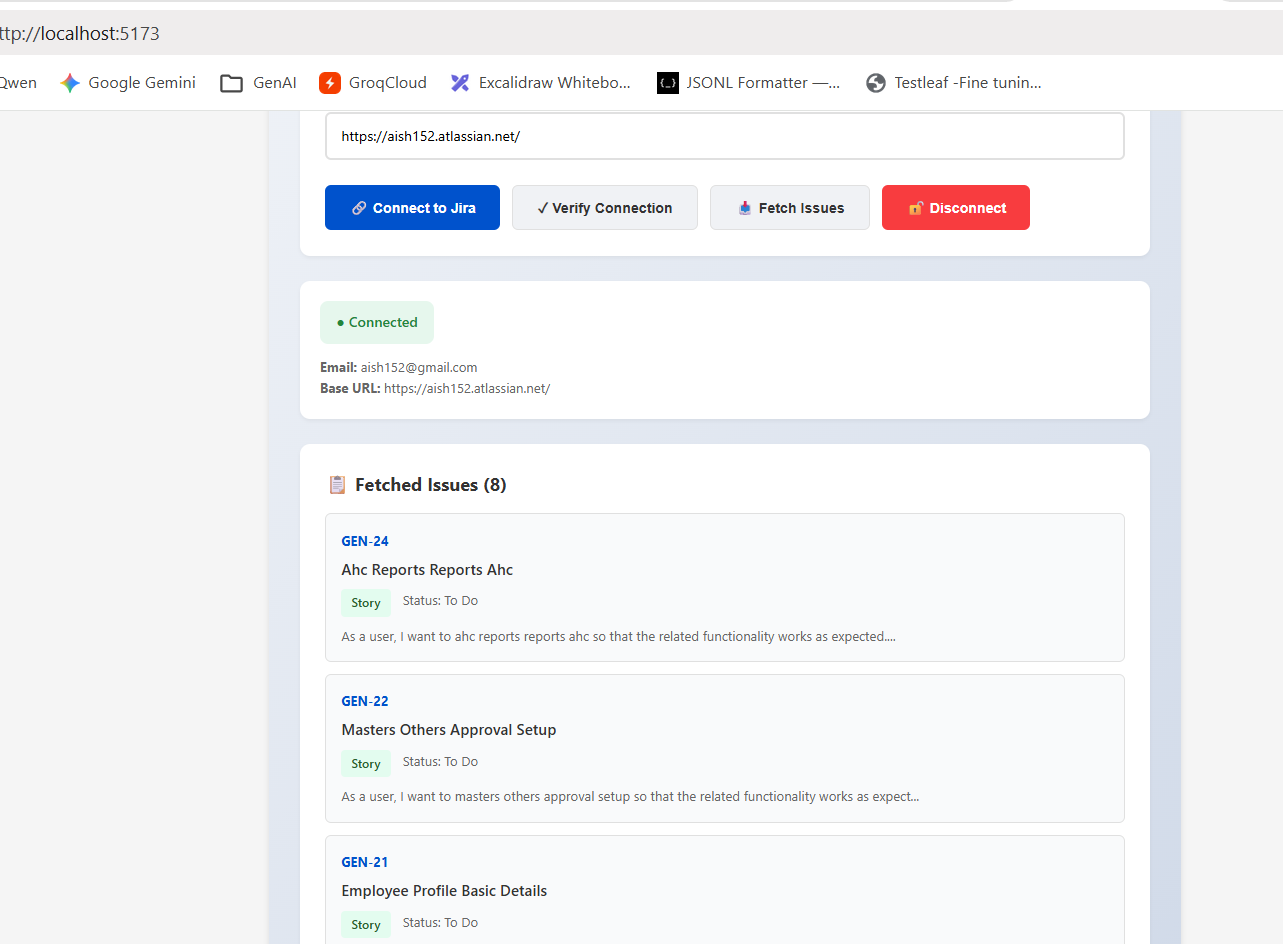 ttp://localhost:5173
Qwen Google Gemini GenAI GroqCloud Excalidraw Whitebo... {..} JSONL Formatter —... Testleaf -Fine tunin...
https://aish152.atlassian.net/
Connect to Jira ✓ Verify Connection Fetch Issues Disconnect
● Connected
Email: aish152@gmail.com
Base URL: https://aish152.atlassian.net/
Fetched Issues (8)
GEN-24
Ahc Reports Reports Ahc
Story Status: To Do
As a user, I want to ahc reports reports ahc so that the related functionality works as expected....
GEN-22
Masters Others Approval Setup
Story Status: To Do
As a user, I want to masters others approval setup so that the related functionality works as expect...
GEN-21
Employee Profile Basic Details
Story Status: To Do